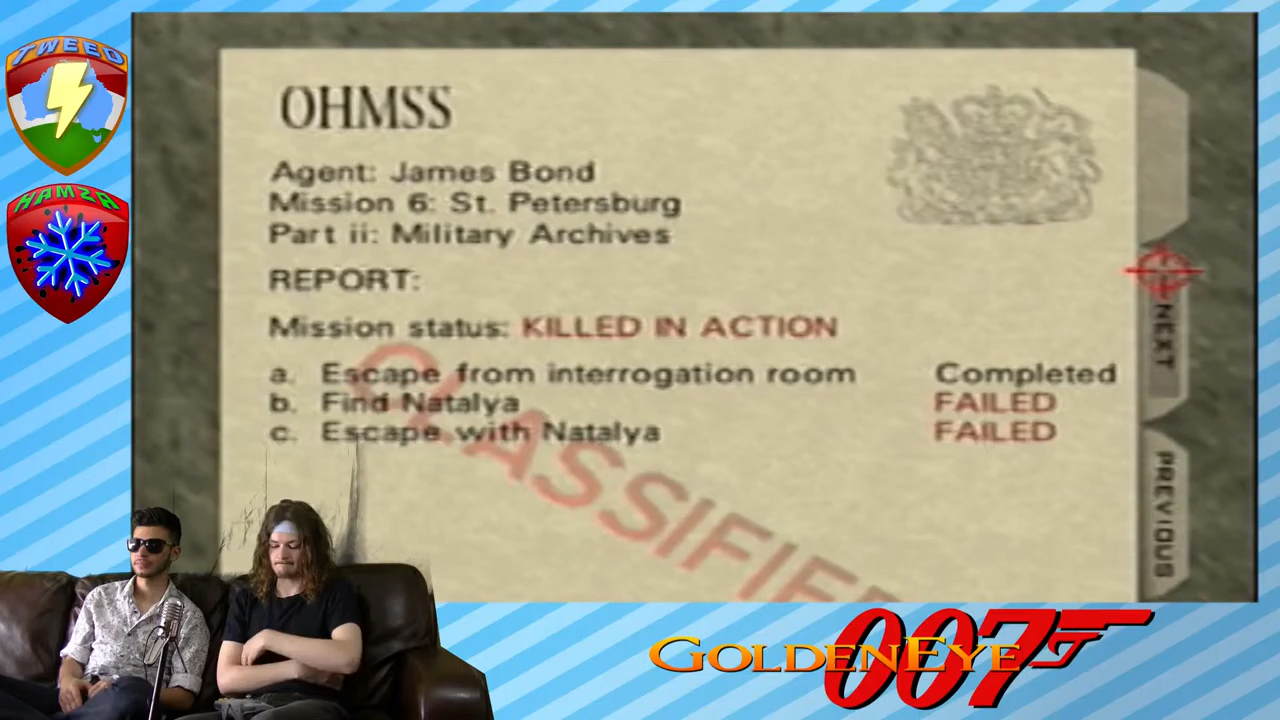 TWEED
HAMZA
OHMSS
Agent: James Bond
Mission 6: St. Petersburg
Part ii: Military Archives
REPORT:
Mission status: KILLED IN ACTION
a. Escape from interrogation room Completed
b. Find Natalya FAILED
c. Escape with Natalya FAILED
CLASSIFIE
NEXT
PREVIOUS
GOLDENEYE 007